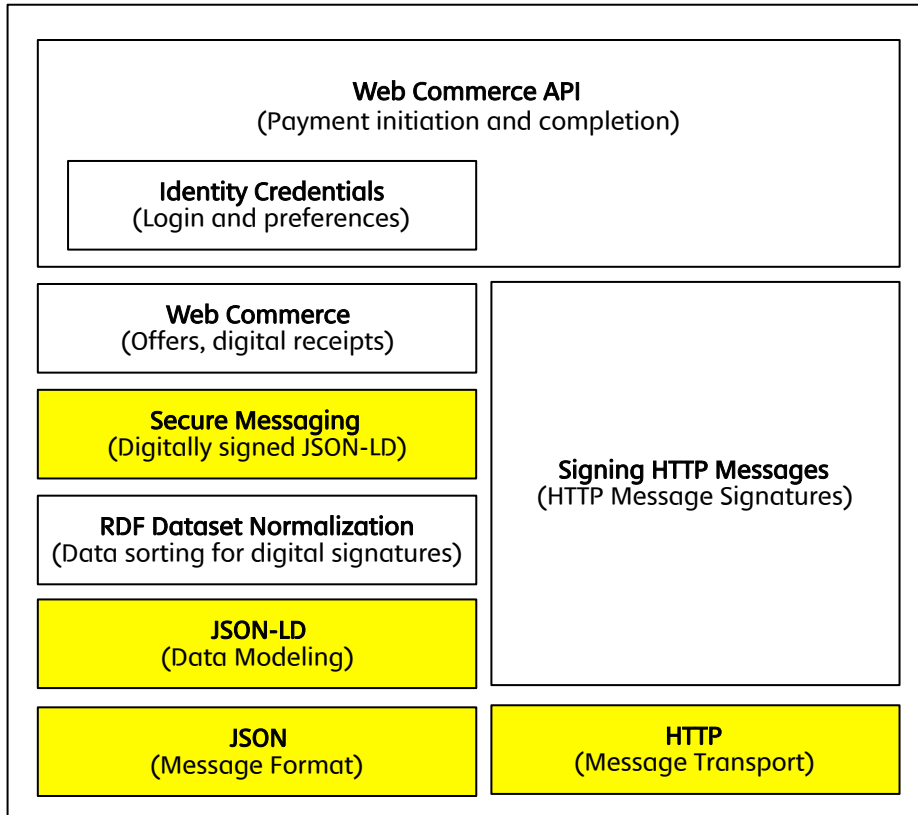 Web Commerce API
(Payment initiation and completion)
Identity Credentials
(Login and preferences)
Web Commerce
(Offers, digital receipts)
Secure Messaging
(Digitally signed JSON-LD)
RDF Dataset Normalization
(Data sorting for digital signatures)
JSON-LD
(Data Modeling)
JSON
(Message Format)
Signing HTTP Messages
(HTTP Message Signatures)
HTTP
(Message Transport)